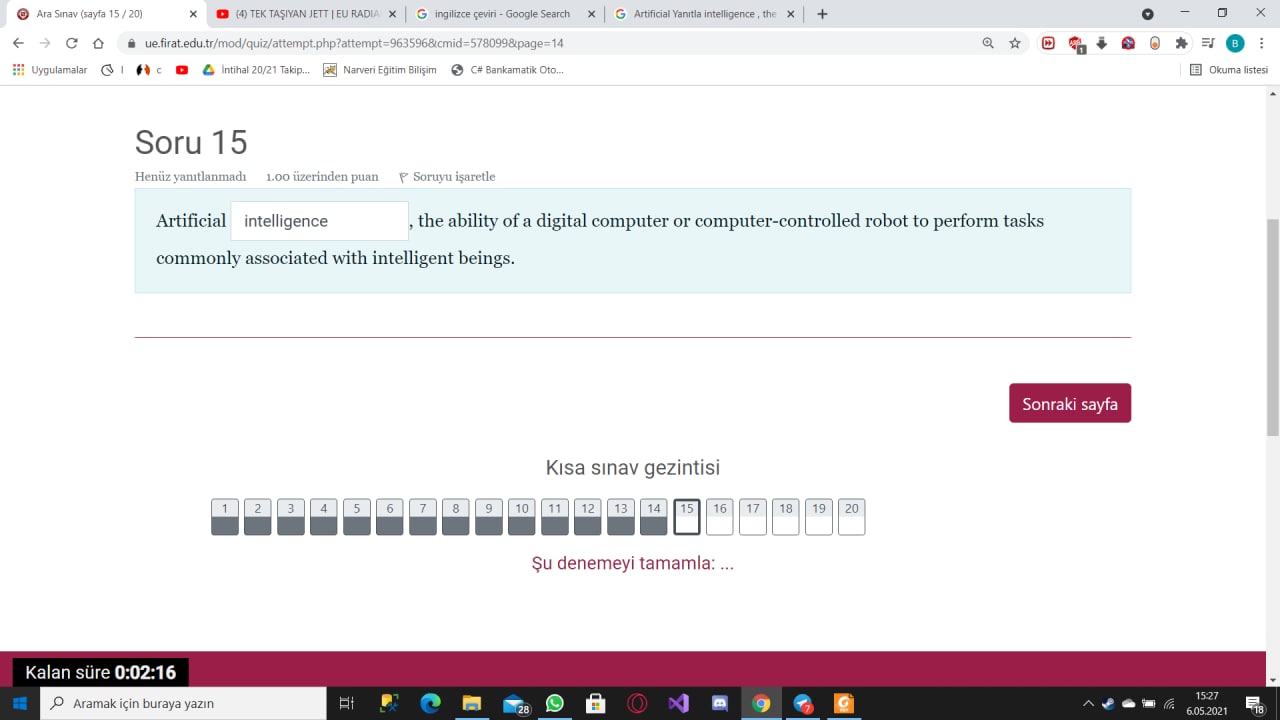 Ara Sınav (sayfa 15 / 20)
(4) TEK TAŞIYAN JETT | EU RADIA
ingilizce çeviri - Google Search
Artificial Yanıtla intelligence , the
ue.firat.edu.tr/mod/quiz/attempt.php?attempt=963596&cmid=578099&page=14
1
B
Uygulamalar
I
c
İntihal 20/21 Takip...
Narveri Eğitim Bilişim
C# Bankamatik Oto...
Okuma listesi
Soru 15
Henüz yanıtlanmadı 1.00 üzerinden puan Soruyu işaretle
Artificial intelligence , the ability of a digital computer or computer-controlled robot to perform tasks
commonly associated with intelligent beings.
Sonraki sayfa
Kısa sınav gezintisi
1 2 3 4 5 6 7 8 9 10 11 12 13 14 15 16 17 18 19 20
Şu denemeyi tamamla: ...
Kalan süre 0:02:16
Aramak için buraya yazın
28
7
15:27
6.05.2021
18